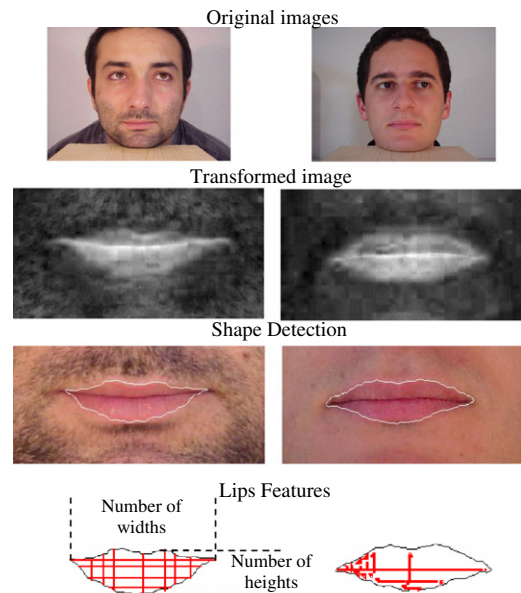 Original images
Transformed image
Shape Detection
Lips Features
Number of
widths
Number of
heights